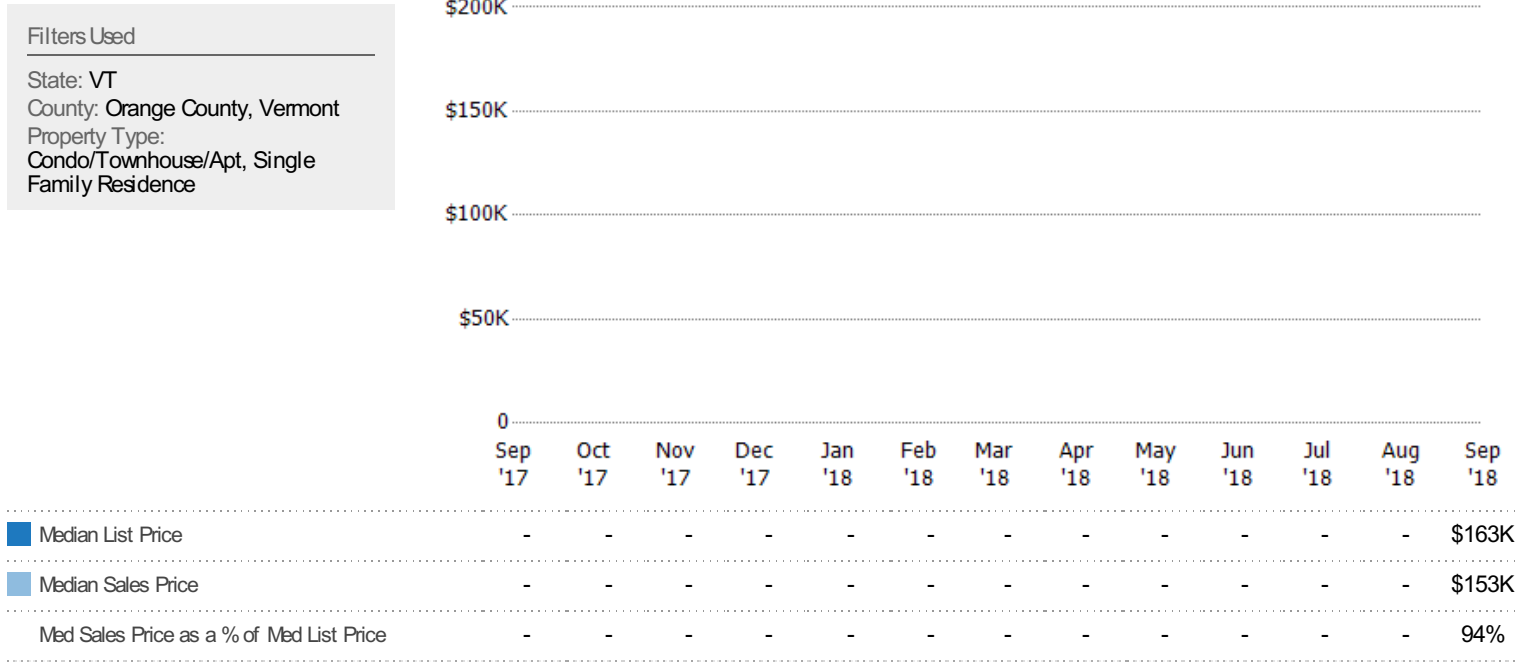 Filters Used
State: VT
County: Orange County, Vermont
Property Type:
Condo/Townhouse/Apt, Single
Family Residence
$200K
$150K
$100K
$50K
0
Sep Oct Nov Dec Jan Feb Mar Apr May Jun Jul Aug Sep
'17 '17 '17 '17 '18 '18 '18 '18 '18 '18 '18 '18 '18
Median List Price - - - - - - - - - - - - $163K
Median Sales Price - - - - - - - - - - - - $153K
Med Sales Price as a % of Med List Price - - - - - - - - - - - - 94%